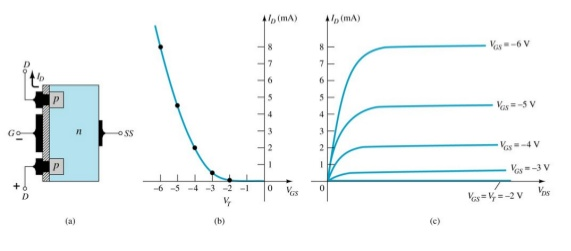 D
I_D
p
n
G
−
SS
p
+
D
(a)
I_D (mA)
8
7
6
5
4
3
2
1
−6 −5 −4 −3 −2 −1 0 V_GS
V_T
(b)
I_D (mA)
8
7
6
5
4
3
2
1
0
V_GS = −6 V
V_GS = −5 V
V_GS = −4 V
V_GS = −3 V
V_GS = V_T = −2 V
V_DS
(c)